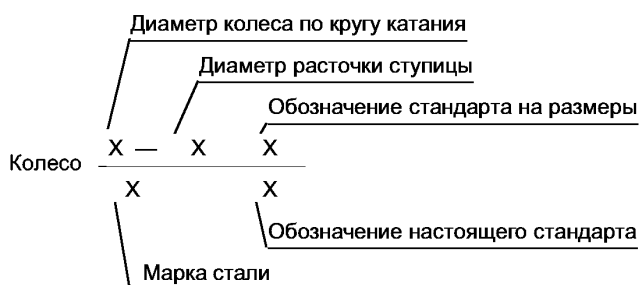 Диаметр колеса по кругу катания
Диаметр расточки ступицы
Обозначение стандарта на размеры
X — X X
Колесо
X X
Обозначение настоящего стандарта
Марка стали